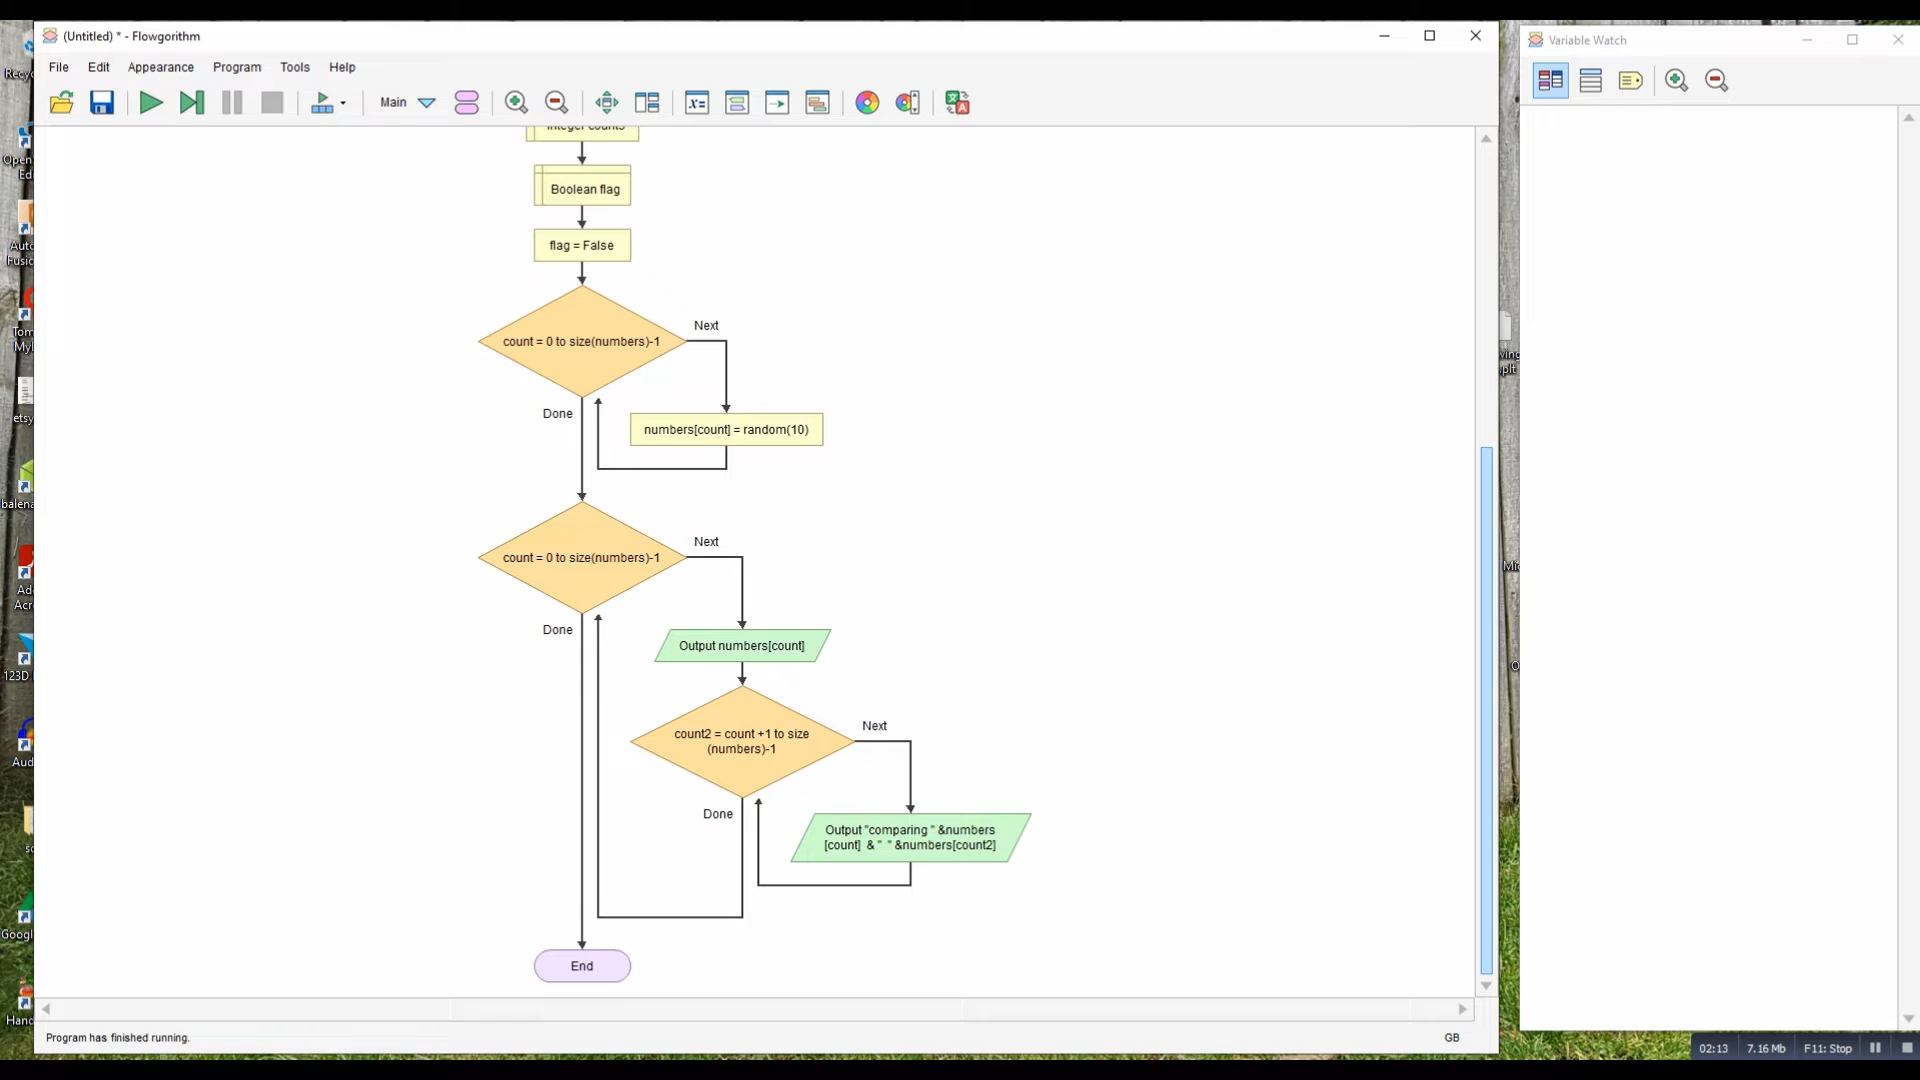 (Untitled) * - Flowgorithm
File Edit Appearance Program Tools Help
Main
Boolean flag
flag = False
count = 0 to size(numbers)-1
Next
Done
numbers[count] = random(10)
count = 0 to size(numbers)-1
Next
Done
Output numbers[count]
count2 = count +1 to size
(numbers)-1
Next
Done
Output "comparing " &numbers
[count] & " " &numbers[count2]
End
Program has finished running.
GB
Variable Watch
02:13 7.16 Mb F11: Stop